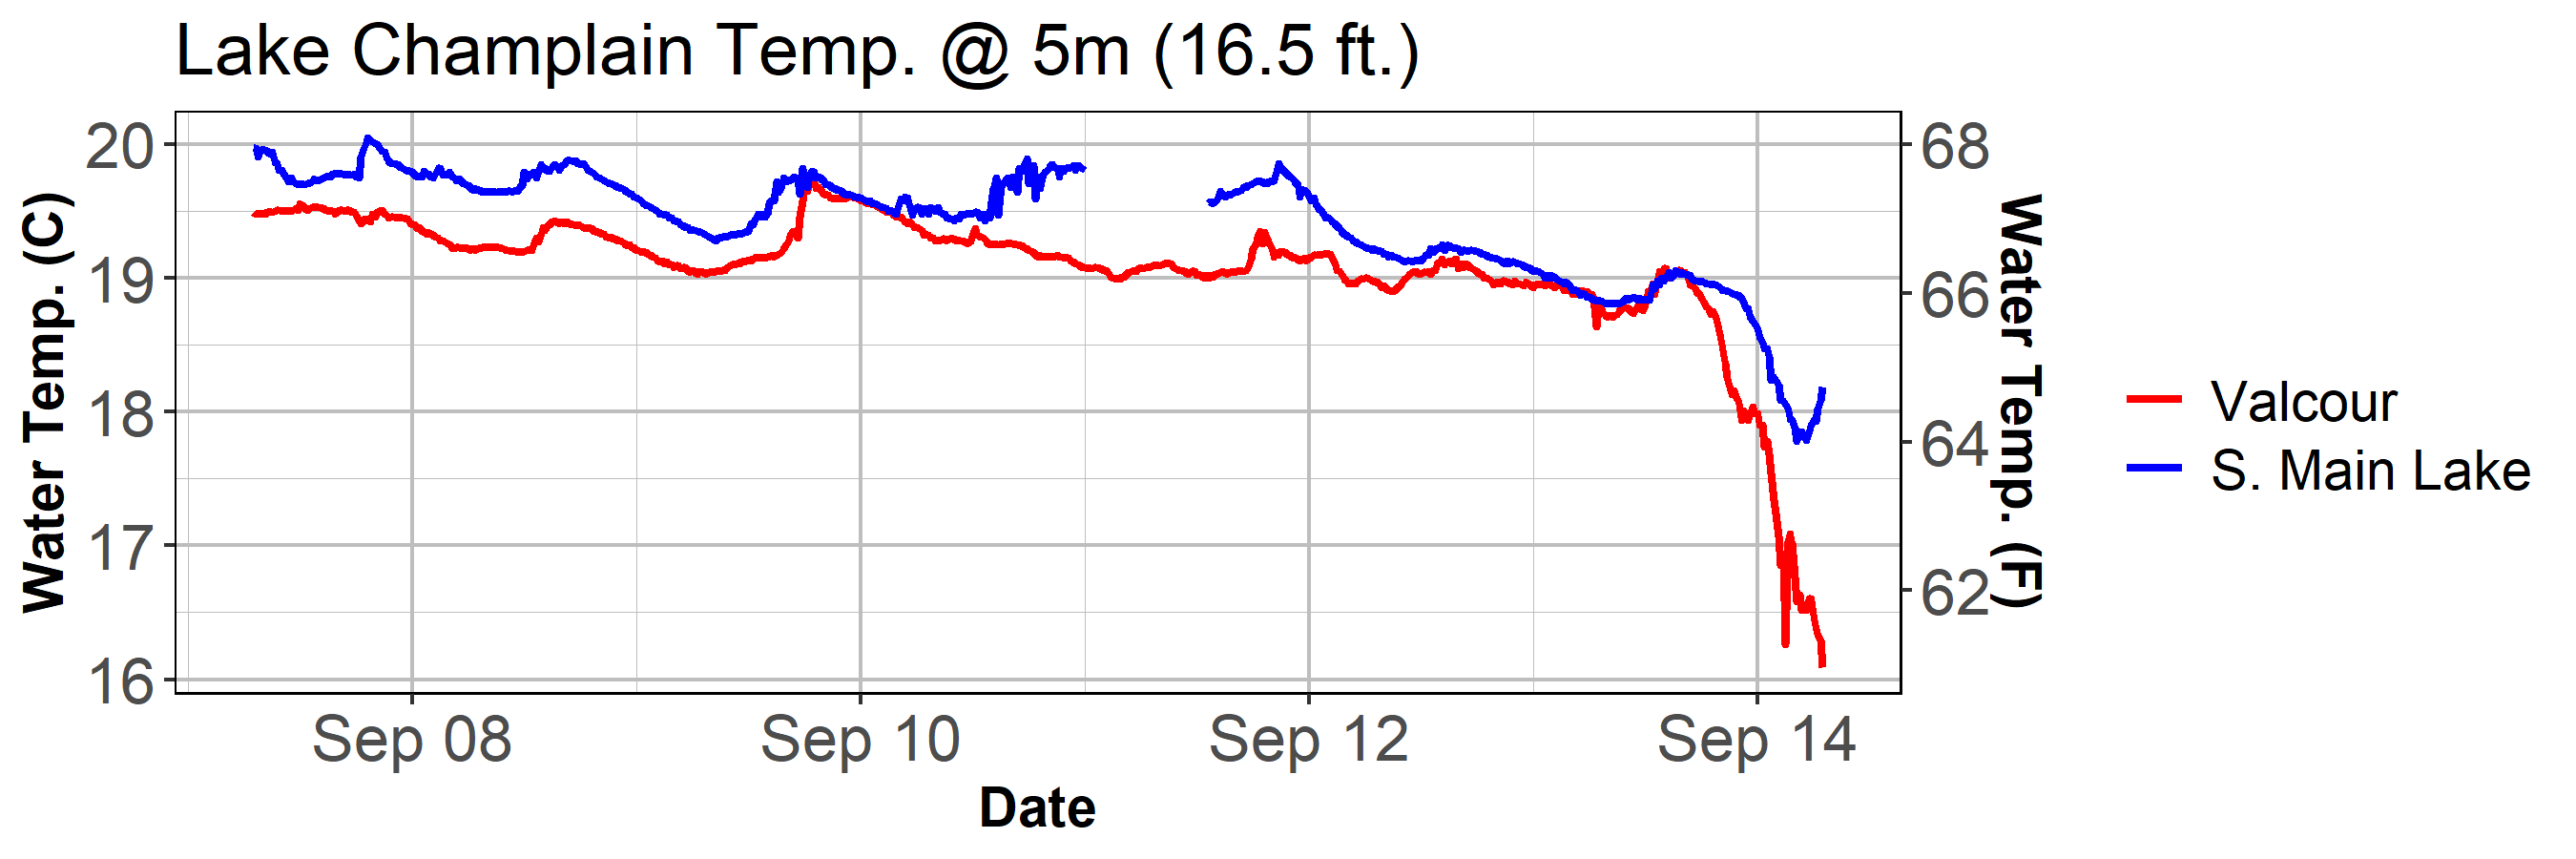 Lake Champlain Temp. @ 5m (16.5 ft.)
Water Temp. (C)
20
19
18
17
16
68
66
64
62
Water Temp. (F)
Sep 08
Sep 10
Sep 12
Sep 14
Date
Valcour
S. Main Lake